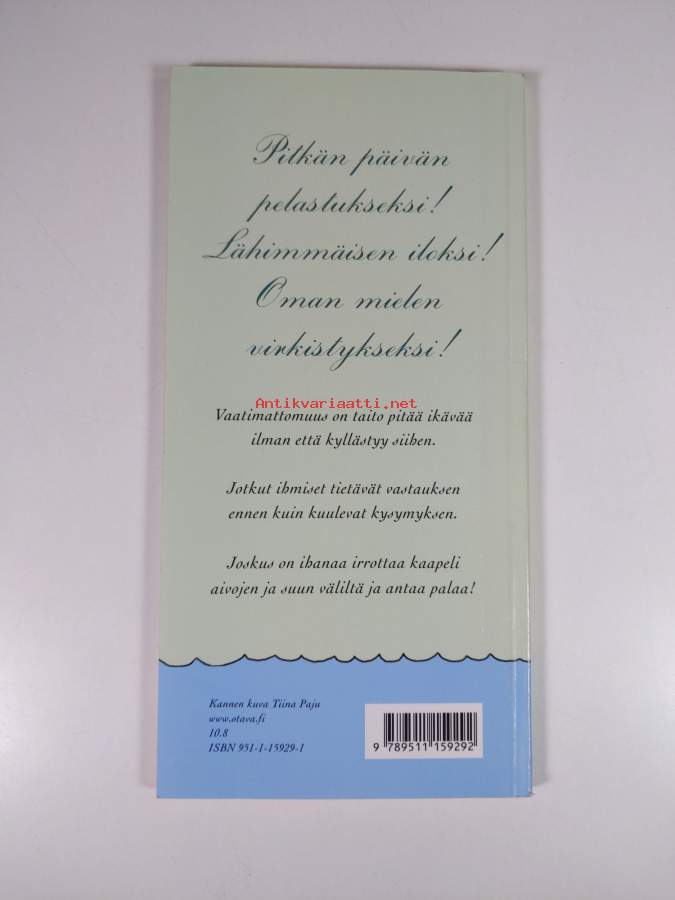 Pitkän päivän
pelastukseksi!
Lähimmäisen iloksi!
Oman mielen
virkistykseksi!
Antikvariaatti.net
Vaatimattomuus on taito pitää ikävää
ilman että kyllästyy siihen.
Jotkut ihmiset tietävät vastauksen
ennen kuin kuulevat kysymyksen.
Joskus on ihanaa irrottaa kaapeli
aivojen ja suun väliltä ja antaa palaa!
Kannen kuva Tiina Paju
www.otava.fi
10.8
ISBN 951-1-15929-1
9 789511 159292